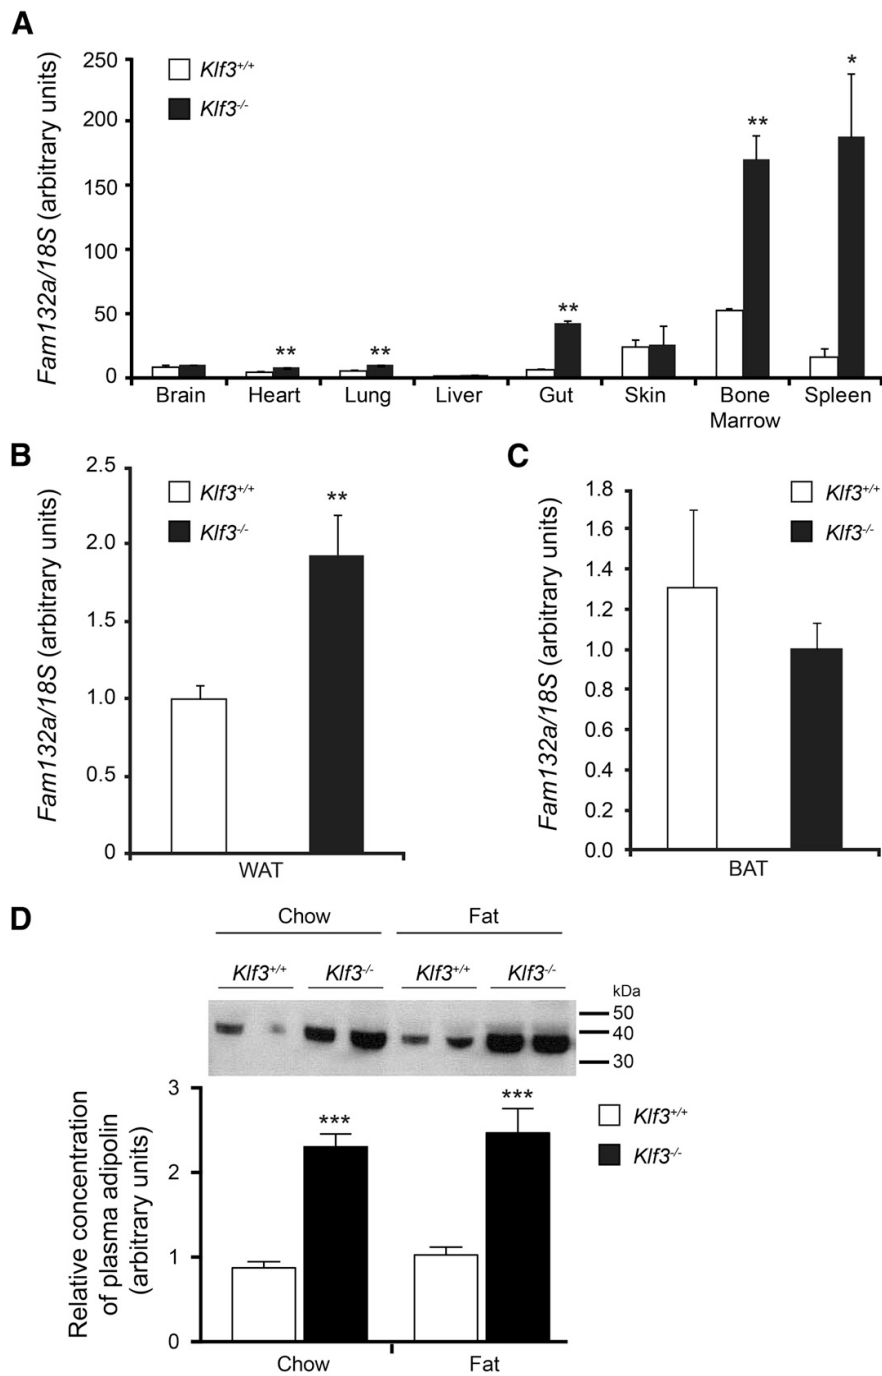 A
Fam132a/18S (arbitrary units)
250
200
150
100
50
0
Klf3+/+
Klf3-/-
**
**
**
**
*
Brain Heart Lung Liver Gut Skin Bone Marrow Spleen
B
Fam132a/18S (arbitrary units)
2.5
2.0
1.5
1.0
0.5
0
Klf3+/+
Klf3-/-
**
WAT
C
Fam132a/18S (arbitrary units)
1.8
1.6
1.4
1.2
1.0
0.8
0.6
0.4
0.2
0.0
Klf3+/+
Klf3-/-
BAT
D
Chow Fat
Klf3+/+ Klf3-/- Klf3+/+ Klf3-/-
kDa
50
40
30
Relative concentration
of plasma adipolin
(arbitrary units)
3
2
1
0
***
***
Klf3+/+
Klf3-/-
Chow Fat